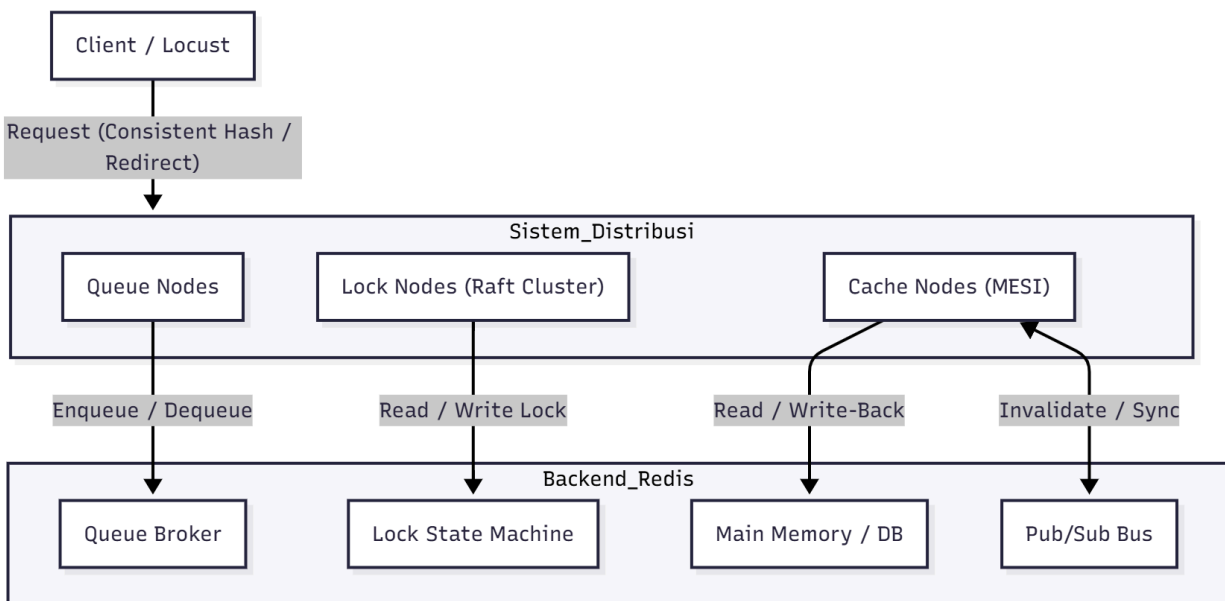 Client / Locust
Request (Consistent Hash /
Redirect)
Sistem_Distribusi
Queue Nodes
Lock Nodes (Raft Cluster)
Cache Nodes (MESI)
Enqueue / Dequeue
Read / Write Lock
Read / Write-Back
Invalidate / Sync
Backend_Redis
Queue Broker
Lock State Machine
Main Memory / DB
Pub/Sub Bus